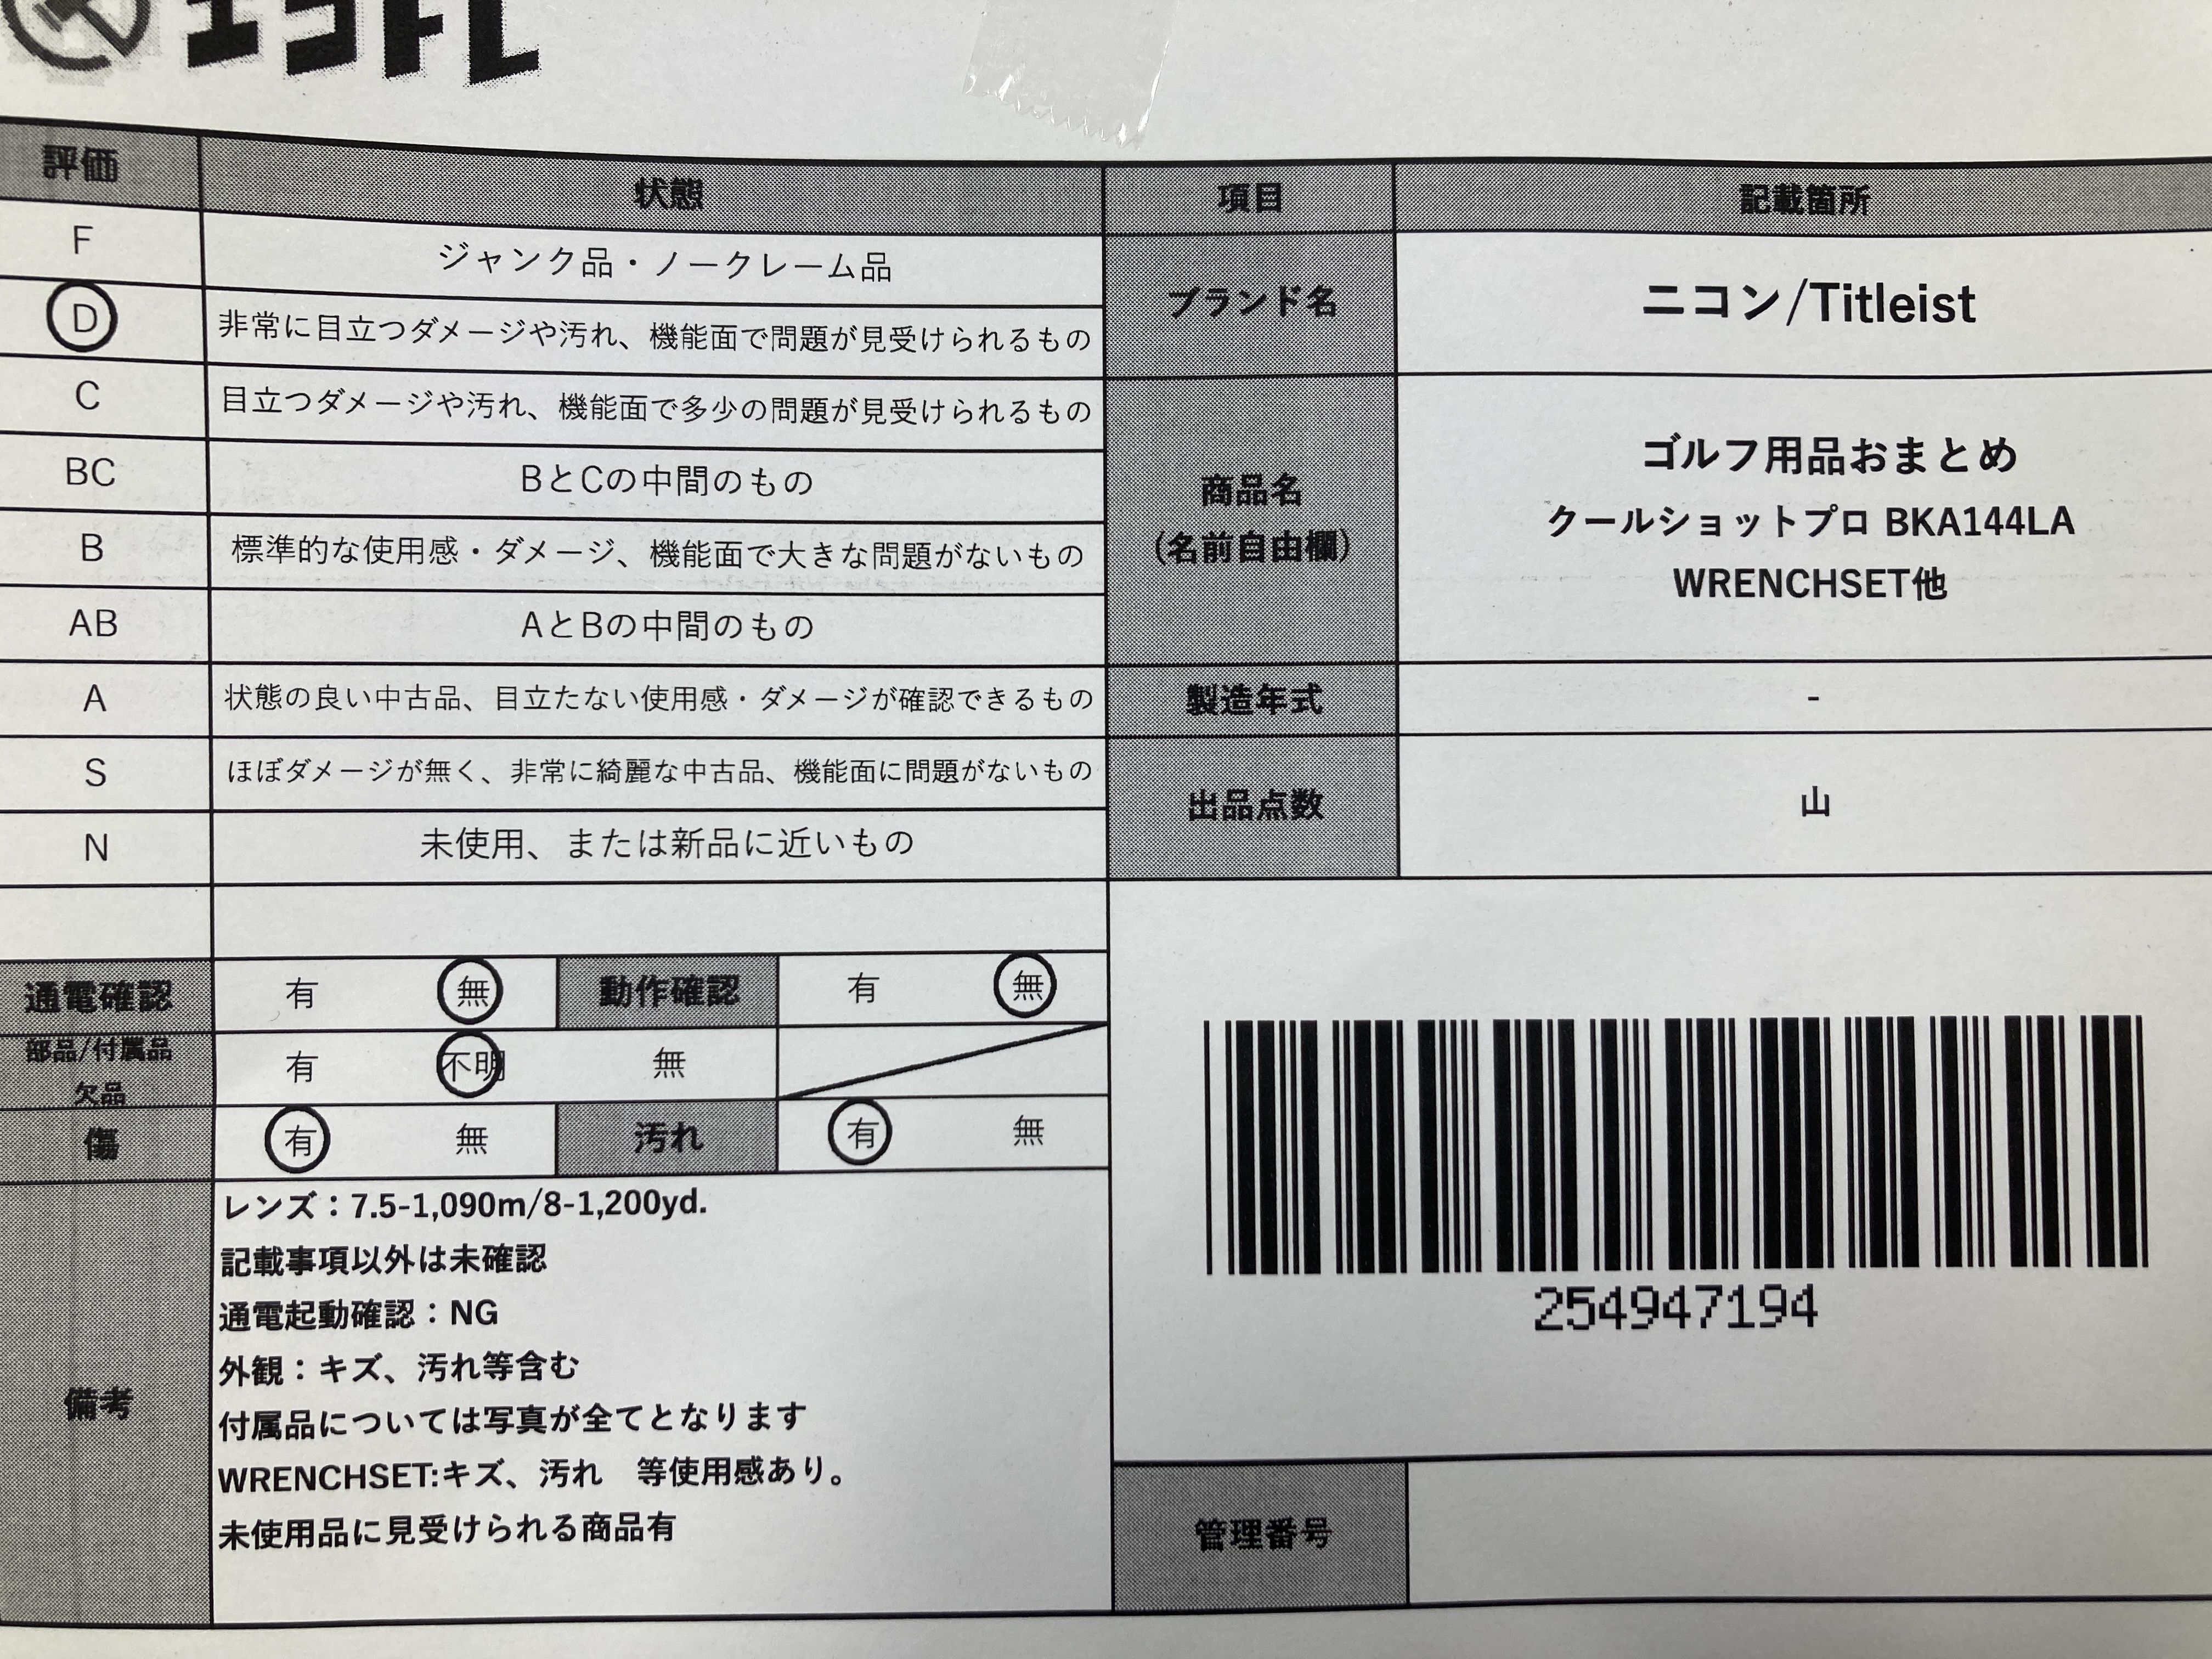 評価 状態 項目 記載箇所
F ジャンク品・ノークレーム品
D 非常に目立つダメージや汚れ、機能面で問題が見受けられるもの
ブランド名 ニコン/Titleist
C 目立つダメージや汚れ、機能面で多少の問題が見受けられるもの
BC BとCの中間のもの
B 標準的な使用感・ダメージ、機能面で大きな問題がないもの
AB AとBの中間のもの
商品名
(名前自由欄)
ゴルフ用品おまとめ
クールショットプロ BKA144LA
WRENCHSET他
A 状態の良い中古品、目立たない使用感・ダメージが確認できるもの
製造年式 -
S ほぼダメージが無く、非常に綺麗な中古品、機能面に問題がないもの
N 未使用、または新品に近いもの
出品点数 山
通電確認 有 無 動作確認 有 無
部品/付属品
欠品
有 不明 無
傷 有 無 汚れ 有 無
備考
レンズ：7.5-1,090m/8-1,200yd.
記載事項以外は未確認
通電起動確認：NG
外観：キズ、汚れ等含む
付属品については写真が全てとなります
WRENCHSET:キズ、汚れ　等使用感あり。
未使用品に見受けられる商品有
254947194
管理番号